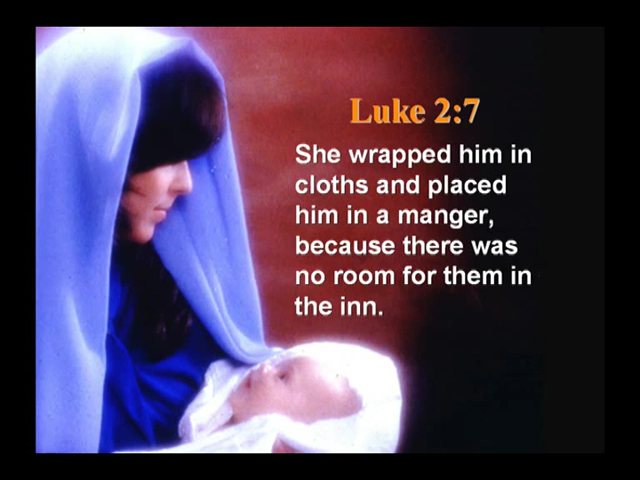 Luke 2:7
She wrapped him in
cloths and placed
him in a manger,
because there was
no room for them in
the inn.